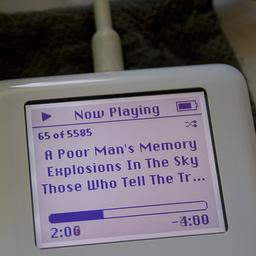 Now Playing
65 of 5585
A Poor Man's Memory
Explosions In The Sky
Those Who Tell The Tr...
2:06 -4:00